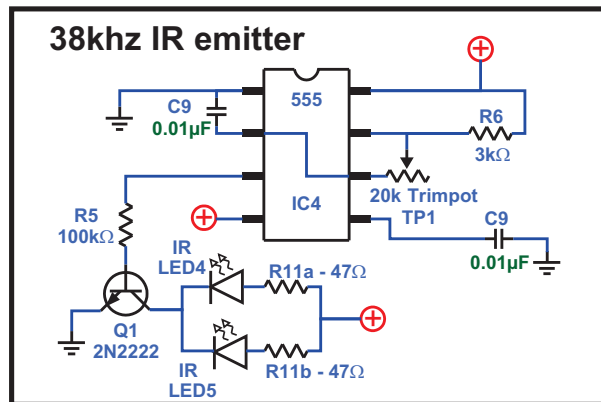 38khz IR emitter
555
C9
0.01µF
R6
3kΩ
20k Trimpot
TP1
IC4
R5
100kΩ
C9
0.01µF
IR
LED4
R11a - 47Ω
Q1
2N2222
IR
LED5
R11b - 47Ω